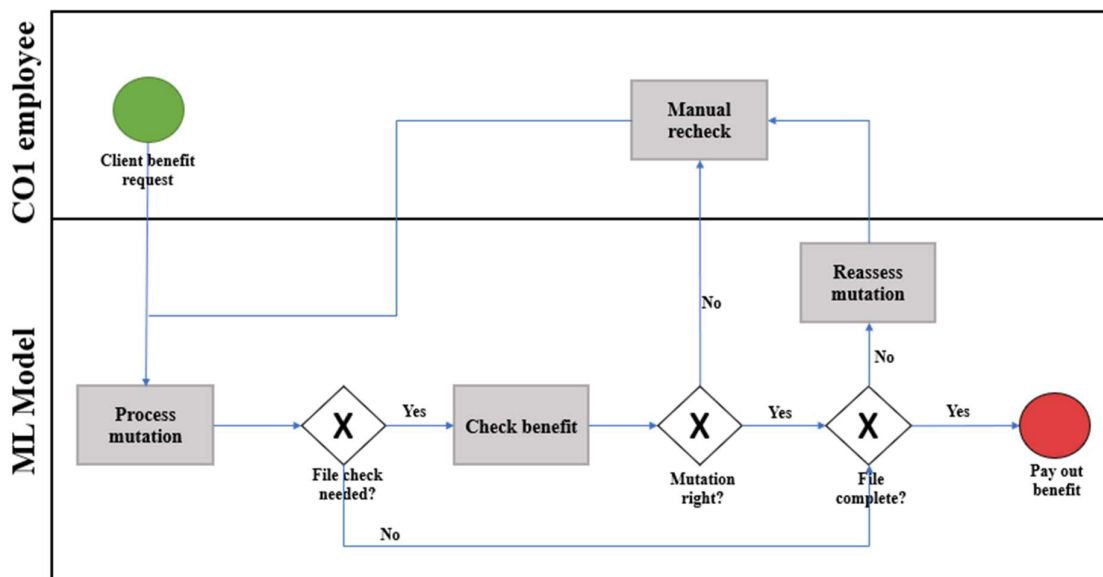 CO1 employee
Client benefit
request
Manual
recheck
ML Model
Reassess
mutation
No
No
Process
mutation
X
Yes
Check benefit
X
Yes
X
Yes
File check
needed?
Mutation
right?
File
complete?
Pay out
benefit
No